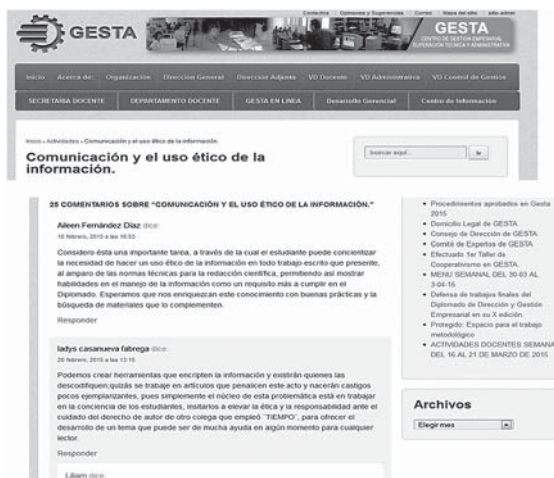 Contactos Opiniones y Sugerencias Correo Mapa del sitio sitio-admin
GESTA
GESTA
CENTRO DE GESTION EMPRESARIAL
SUPERACION TECNICA Y ADMINISTRATIVA
Inicio Acerca de: Organización Dirección General Dirección Adjunta VD Docente VD Administrativa VD Control de Gestión
SECRETARIA DOCENTE DEPARTAMENTO DOCENTE GESTA EN LINEA Desarrollo Gerencial Centro de Información
Inicio » Actividades » Comunicación y el uso ético de la información.
Comunicación y el uso ético de la
información.
buscar aquí... Ir
25 COMENTARIOS SOBRE “COMUNICACIÓN Y EL USO ÉTICO DE LA INFORMACIÓN.”
Aileen Fernández Díaz dice:
16 febrero, 2015 a las 16:53
Considero ésta una importante tarea, a través de la cual el estudiante puede concientizar
la necesidad de hacer un uso ético de la información en todo trabajo escrito que presente,
al amparo de las normas técnicas para la redacción científica, permitiendo así mostrar
habilidades en el manejo de la información como un requisito más a cumplir en el
Diplomado. Esperamos que nos enriquezcan este conocimiento con buenas prácticas y la
búsqueda de materiales que lo complementen.
Responder
ladys casanueva fabrega dice:
20 febrero, 2015 a las 13:15
Podemos crear herramientas que encripten la información y existirán quienes las
descodifiquen;quizás se trabaje en artículos que penalicen este acto y nacerán castigos
pocos ejemplarizantes, pues simplemente el núcleo de esta problemática está en trabajar
en la conciencia de los estudiantes, insitarlos a elevar la ética y la responsabilidad ante el
cuidado del derecho de autor de otro colega que empleó ¨TIEMPO¨, para ofrecer el
desarrollo de un tema que puede ser de mucha ayuda en algún momento para cualquier
lector.
Responder
Liliam dice:
Procedimientos aprobados en Gesta
2015
Domicilio Legal de GESTA
Consejo de Dirección de GESTA
Comité de Expertos de GESTA
Efectuado 1er Taller de
Cooperativismo en GESTA.
MENU SEMANAL DEL 30-03 AL
3-04-15
Defensa de trabajos finales del
Diplomado de Dirección y Gestión
Empresarial en su X edición.
Protegido: Espacio para el trabajo
metodológico
ACTIVIDADES DOCENTES SEMANA
DEL 16 AL 21 DE MARZO DE 2015
Archivos
Elegir mes